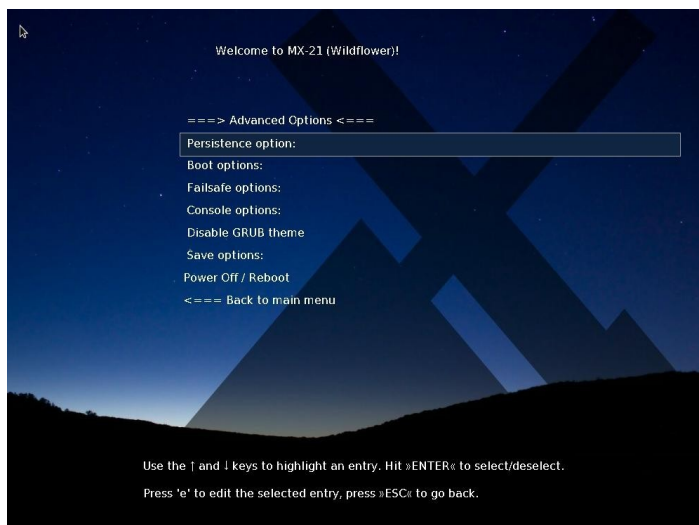 Welcome to MX-21 (Wildflower)!
===> Advanced Options <===
Persistence option:
Boot options:
Failsafe options:
Console options:
Disable GRUB theme
Save options:
Power Off / Reboot
<=== Back to main menu
Use the ↑ and ↓ keys to highlight an entry. Hit »ENTER« to select/deselect.
Press 'e' to edit the selected entry, press »ESC« to go back.